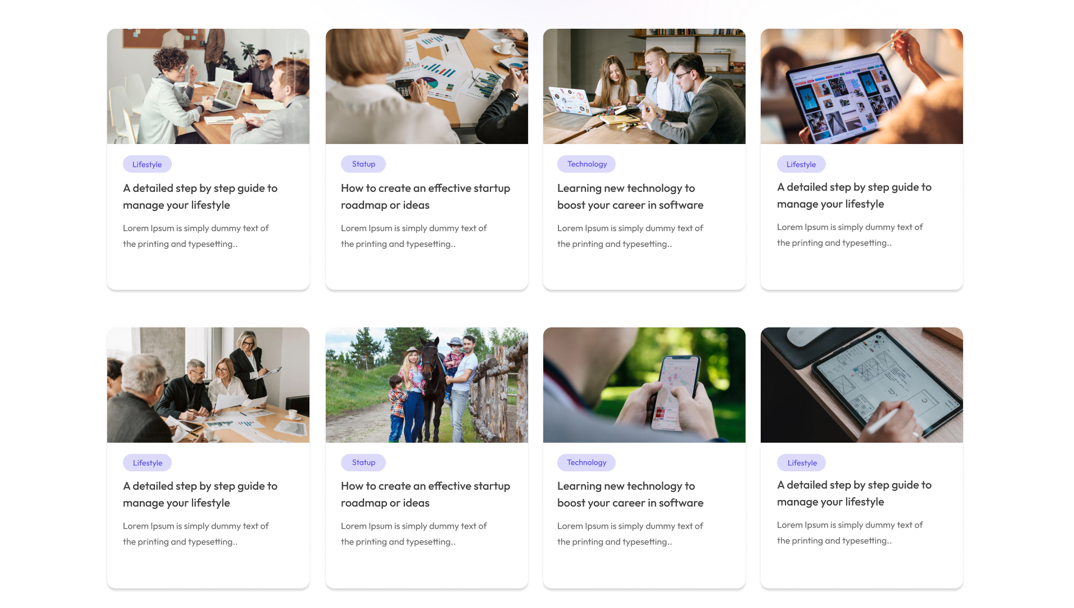 Lifestyle
A detailed step by step guide to
manage your lifestyle
Lorem Ipsum is simply dummy text of
the printing and typesetting..
Statup
How to create an effective startup
roadmap or ideas
Lorem Ipsum is simply dummy text of
the printing and typesetting..
Technology
Learning new technology to
boost your career in software
Lorem Ipsum is simply dummy text of
the printing and typesetting..
Lifestyle
A detailed step by step guide to
manage your lifestyle
Lorem Ipsum is simply dummy text of
the printing and typesetting..
Lifestyle
A detailed step by step guide to
manage your lifestyle
Lorem Ipsum is simply dummy text of
the printing and typesetting..
Statup
How to create an effective startup
roadmap or ideas
Lorem Ipsum is simply dummy text of
the printing and typesetting..
Technology
Learning new technology to
boost your career in software
Lorem Ipsum is simply dummy text of
the printing and typesetting..
Lifestyle
A detailed step by step guide to
manage your lifestyle
Lorem Ipsum is simply dummy text of
the printing and typesetting..